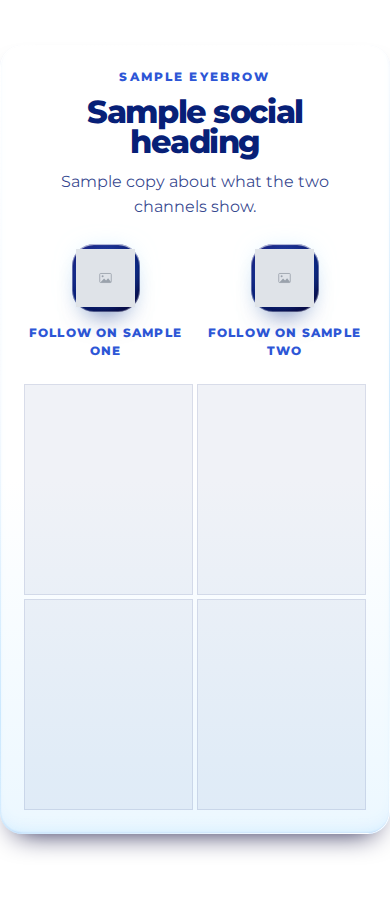 SAMPLE EYEBROW
Sample social
heading
Sample copy about what the two
channels show.
FOLLOW ON SAMPLE
ONE
FOLLOW ON SAMPLE
TWO